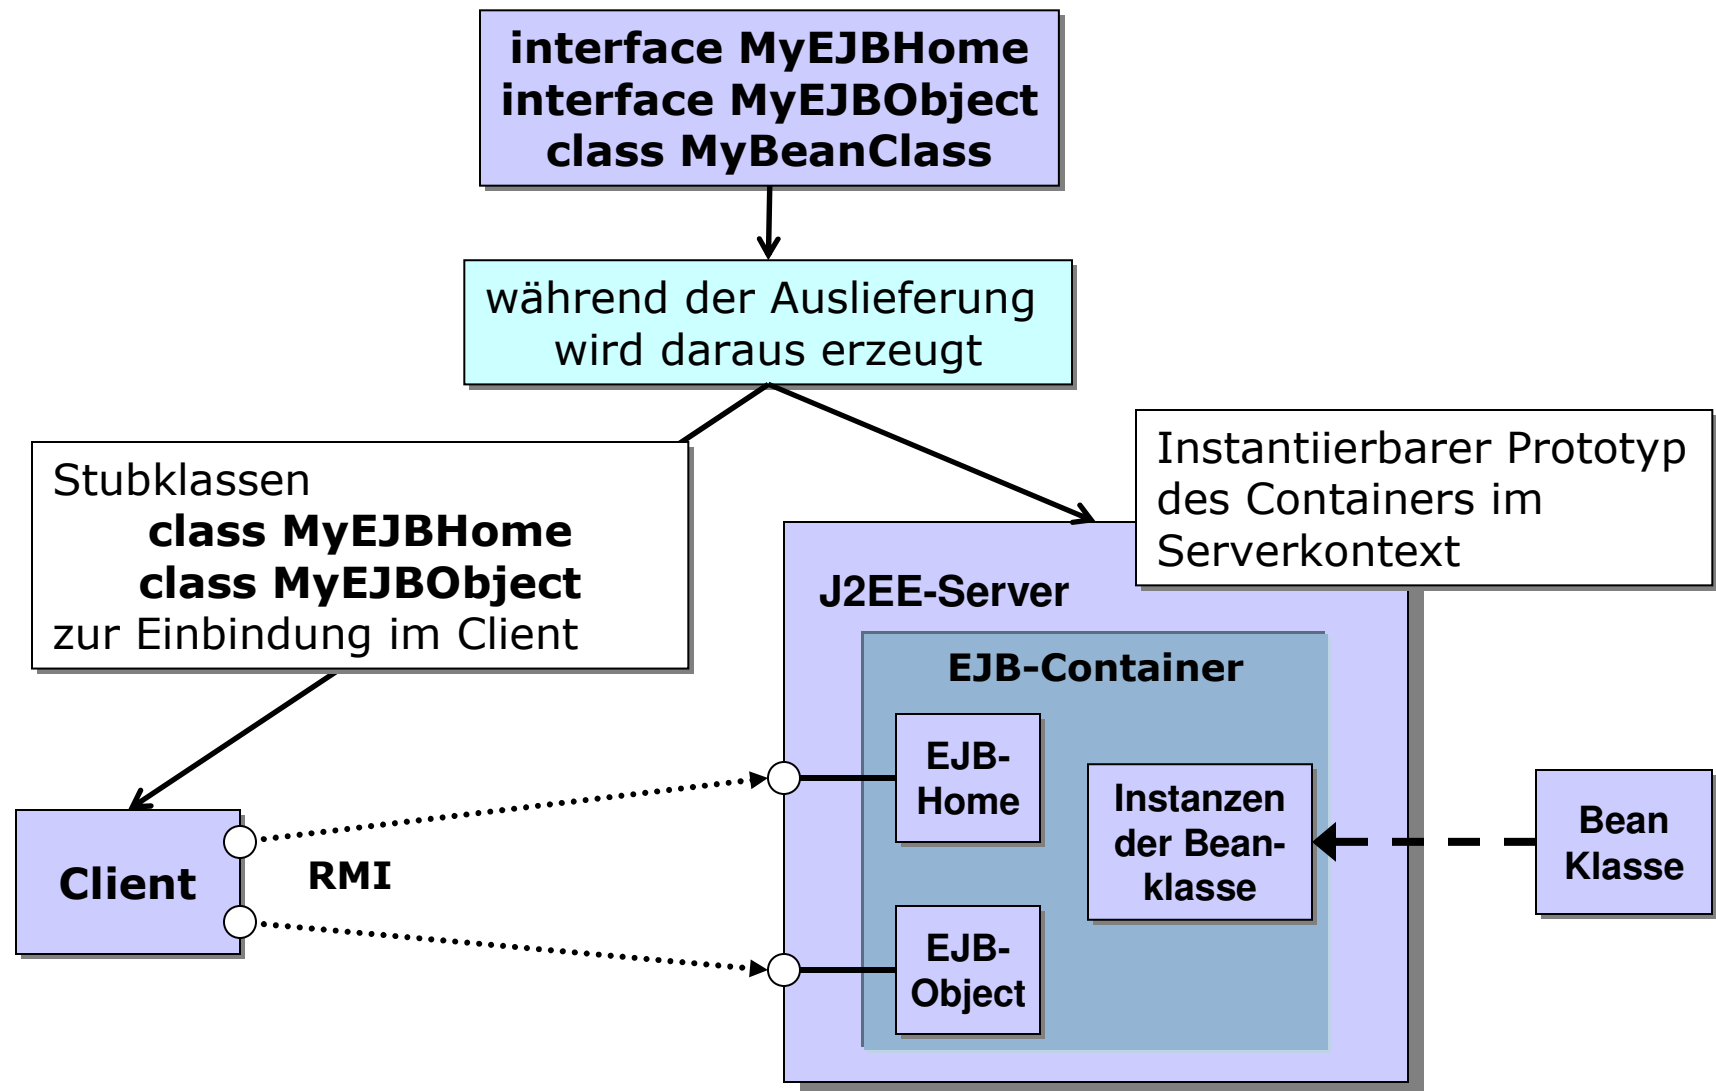 interface MyEJBHome
interface MyEJBObject
class MyBeanClass
während der Auslieferung
wird daraus erzeugt
Stubklassen
class MyEJBHome
class MyEJBObject
zur Einbindung im Client
Instantiierbarer Prototyp
des Containers im
Serverkontext
J2EE-Server
EJB-Container
EJB-
Home
Instanzen
der Bean-
klasse
Bean
Klasse
Client
RMI
EJB-
Object